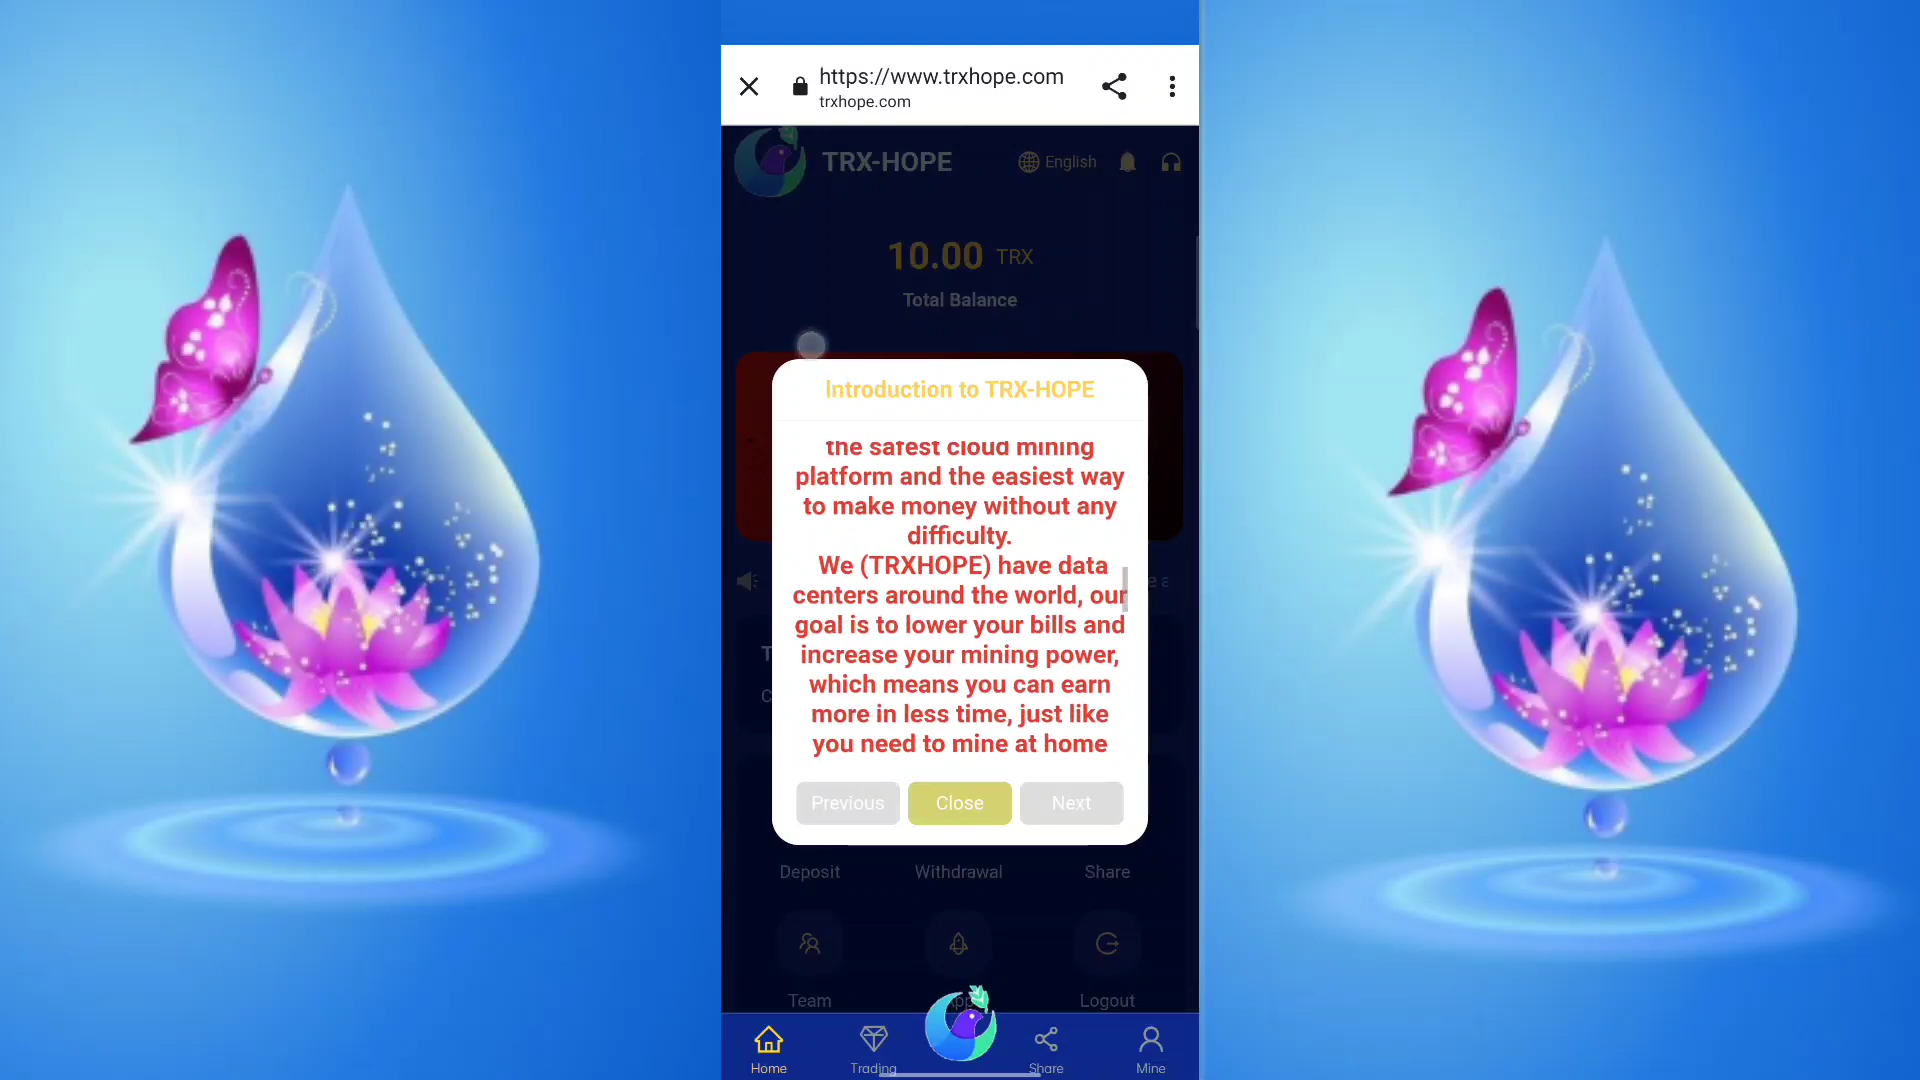 https://www.trxhope.com
trxhope.com
TRX-HOPE
English
10.00 TRX
Total Balance
Introduction to TRX-HOPE
the safest cloud mining
platform and the easiest way
to make money without any
difficulty.
We (TRXHOPE) have data
centers around the world, our
goal is to lower your bills and
increase your mining power,
which means you can earn
more in less time, just like
you need to mine at home
Previous
Close
Next
Deposit
Withdrawal
Share
Team
Logout
Home
Trading
Share
Mine